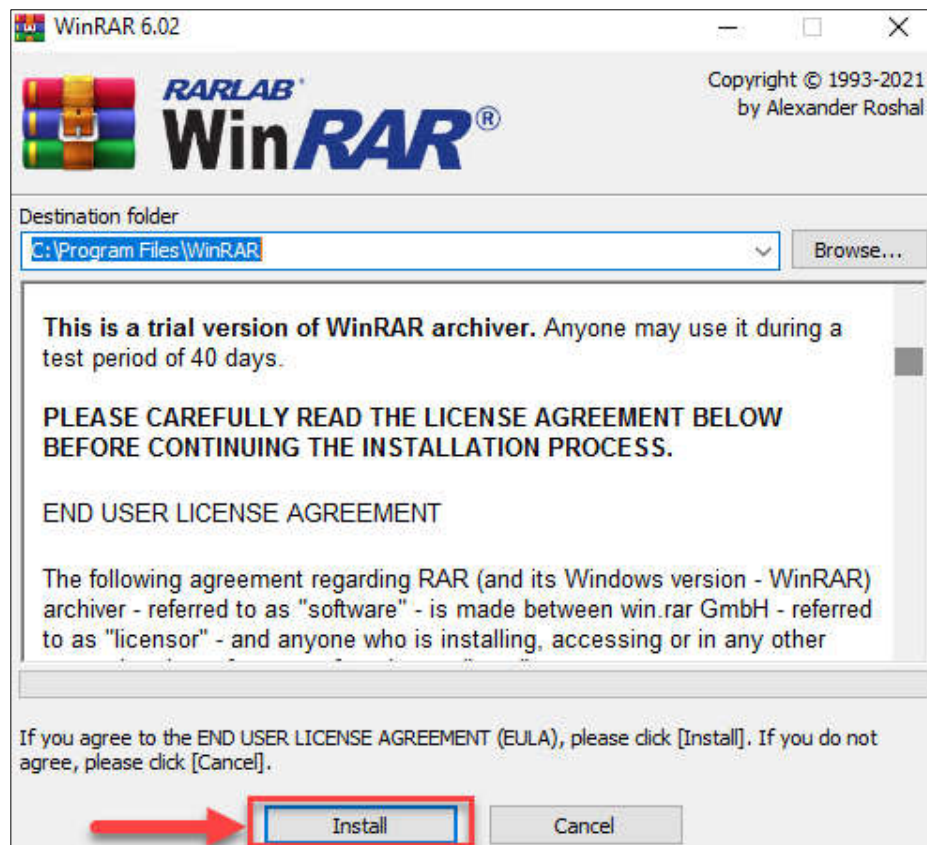 WinRAR 6.02
RARLAB®
WinRAR®
Copyright © 1993-2021
by Alexander Roshal
Destination folder
C:\Program Files\WinRAR
Browse...
This is a trial version of WinRAR archiver. Anyone may use it during a
test period of 40 days.
PLEASE CAREFULLY READ THE LICENSE AGREEMENT BELOW
BEFORE CONTINUING THE INSTALLATION PROCESS.
END USER LICENSE AGREEMENT
The following agreement regarding RAR (and its Windows version - WinRAR)
archiver - referred to as "software" - is made between win.rar GmbH - referred
to as "licensor" - and anyone who is installing, accessing or in any other
If you agree to the END USER LICENSE AGREEMENT (EULA), please click [Install]. If you do not
agree, please click [Cancel].
Install
Cancel